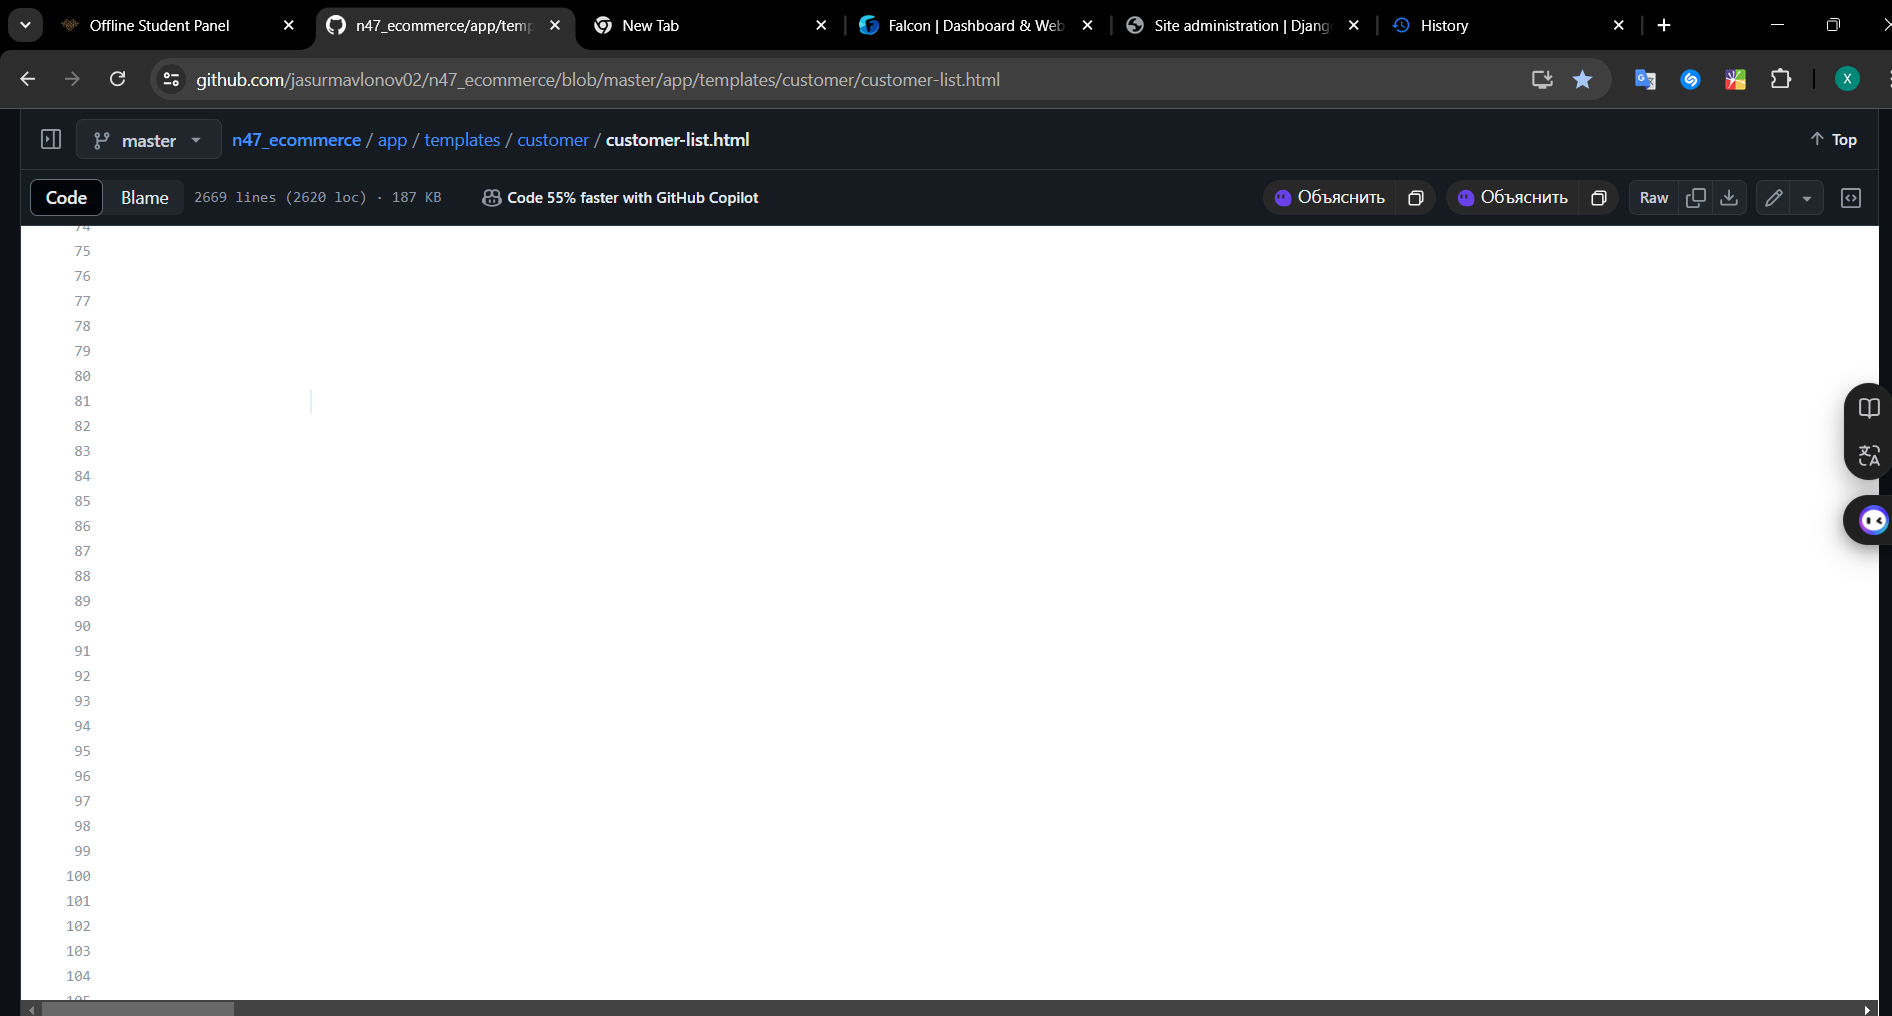 Offline Student Panel
n47_ecommerce/app/temp
New Tab
Falcon | Dashboard & Web
Site administration | Djang
History
github.com/jasurmavlonov02/n47_ecommerce/blob/master/app/templates/customer/customer-list.html
X
master
n47_ecommerce / app / templates / customer / customer-list.html
Top
Code
Blame
2669 lines (2620 loc) · 187 KB
Code 55% faster with GitHub Copilot
Объяснить
Объяснить
Raw
74
75
76
77
78
79
80
81
82
83
84
85
86
87
88
89
90
91
92
93
94
95
96
97
98
99
100
101
102
103
104
105